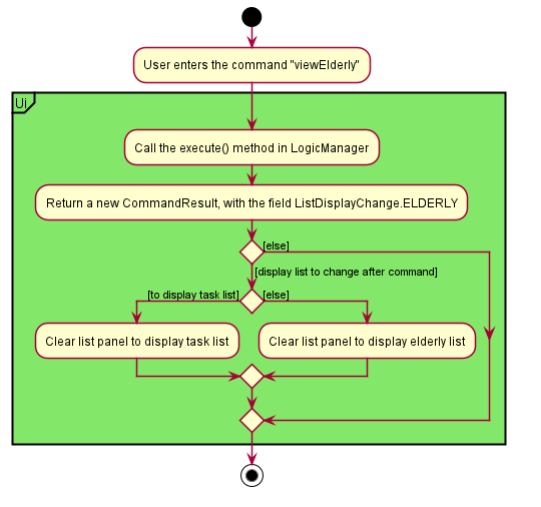 User enters the command "viewElderly"
Ui
Call the execute() method in LogicManager
Return a new CommandResult, with the field ListDisplayChange.ELDERLY
[else]
[display list to change after command]
[to display task list]
[else]
Clear list panel to display task list
Clear list panel to display elderly list